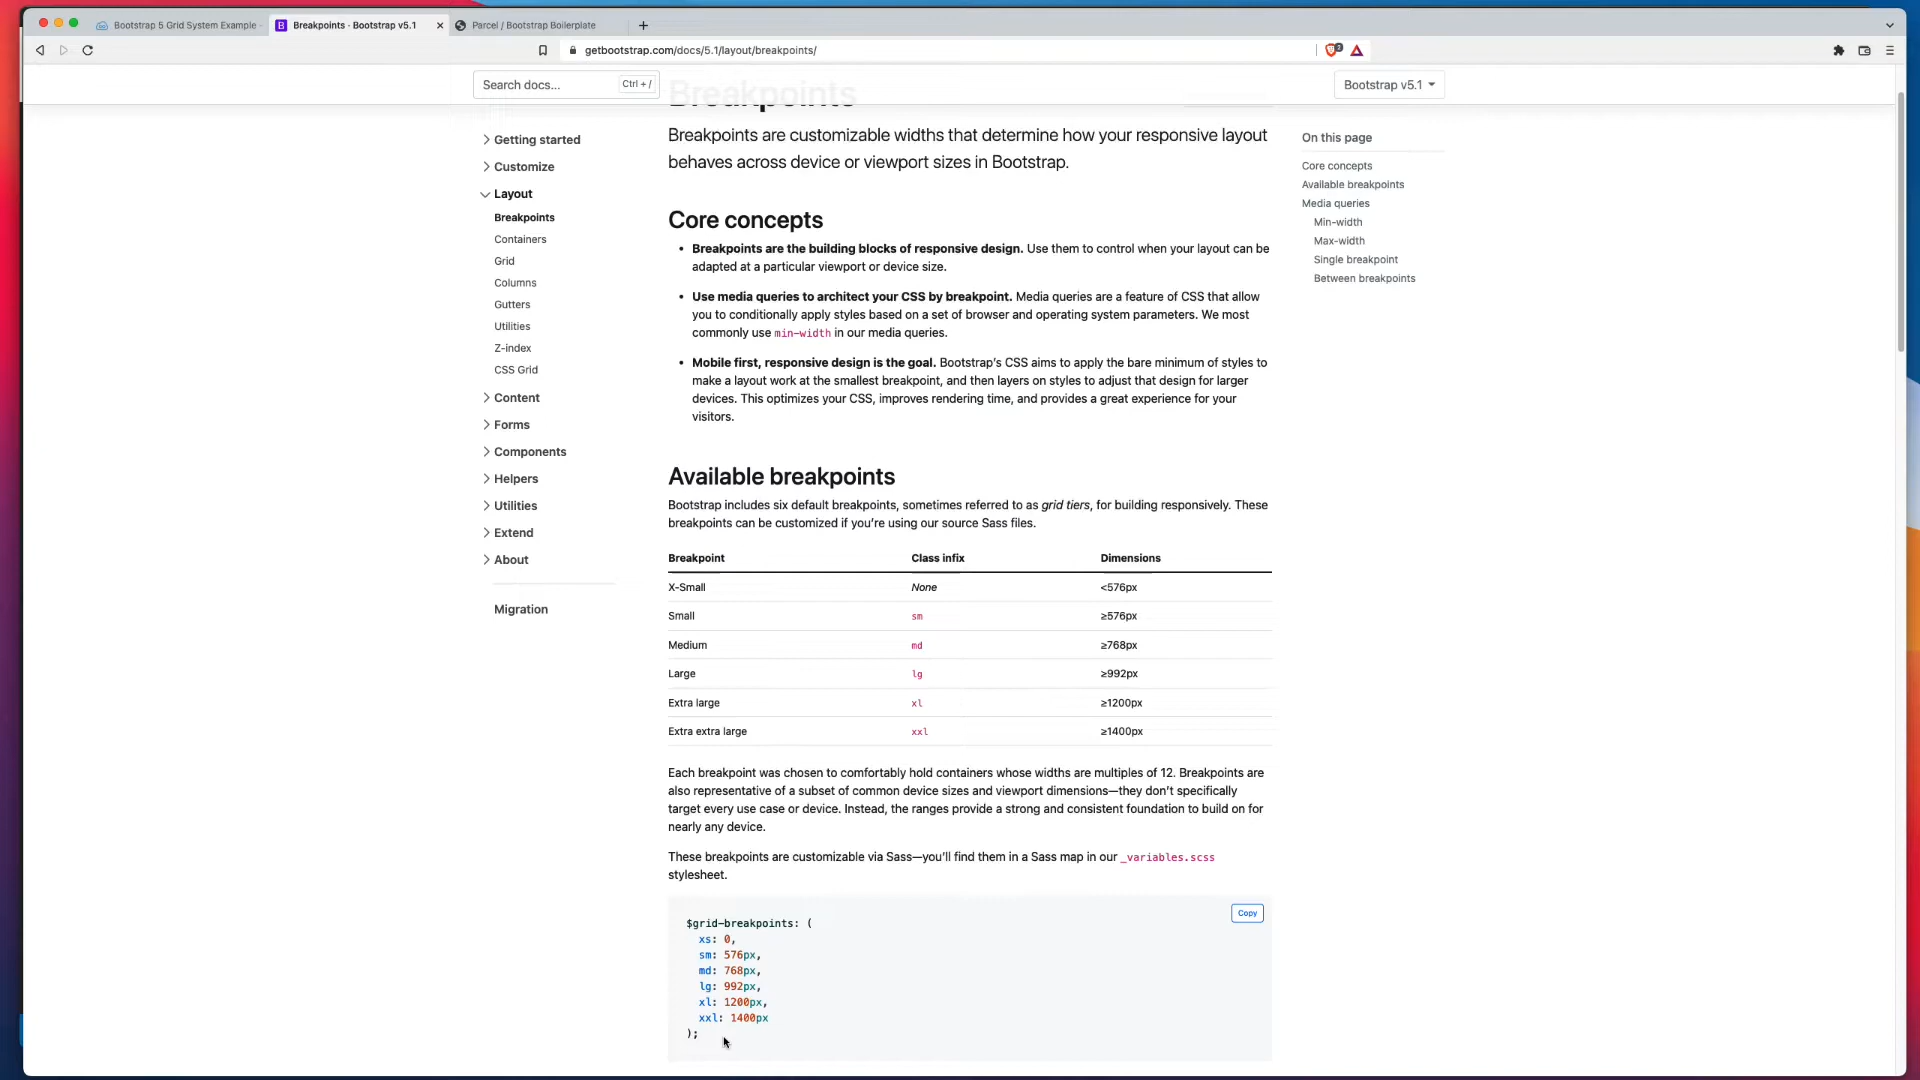 Bootstrap 5 Grid System Example
Breakpoints · Bootstrap v5.1
Parcel / Bootstrap Boilerplate
getbootstrap.com/docs/5.1/layout/breakpoints/
2
Search docs...
Ctrl + /
Bootstrap v5.1
Breakpoints
Getting started
Customize
Layout
Breakpoints
Containers
Grid
Columns
Gutters
Utilities
Z-index
CSS Grid
Content
Forms
Components
Helpers
Utilities
Extend
About
Migration
Breakpoints are customizable widths that determine how your responsive layout
behaves across device or viewport sizes in Bootstrap.
Core concepts
• Breakpoints are the building blocks of responsive design. Use them to control when your layout can be
adapted at a particular viewport or device size.
• Use media queries to architect your CSS by breakpoint. Media queries are a feature of CSS that allow
you to conditionally apply styles based on a set of browser and operating system parameters. We most
commonly use min-width in our media queries.
• Mobile first, responsive design is the goal. Bootstrap's CSS aims to apply the bare minimum of styles to
make a layout work at the smallest breakpoint, and then layers on styles to adjust that design for larger
devices. This optimizes your CSS, improves rendering time, and provides a great experience for your
visitors.
Available breakpoints
Bootstrap includes six default breakpoints, sometimes referred to as grid tiers, for building responsively. These
breakpoints can be customized if you're using our source Sass files.
Breakpoint Class infix Dimensions
X-Small None <576px
Small sm ≥576px
Medium md ≥768px
Large lg ≥992px
Extra large xl ≥1200px
Extra extra large xxl ≥1400px
Each breakpoint was chosen to comfortably hold containers whose widths are multiples of 12. Breakpoints are
also representative of a subset of common device sizes and viewport dimensions—they don't specifically
target every use case or device. Instead, the ranges provide a strong and consistent foundation to build on for
nearly any device.
These breakpoints are customizable via Sass—you'll find them in a Sass map in our _variables.scss
stylesheet.
Copy
$grid-breakpoints: (
xs: 0,
sm: 576px,
md: 768px,
lg: 992px,
xl: 1200px,
xxl: 1400px
);
On this page
Core concepts
Available breakpoints
Media queries
Min-width
Max-width
Single breakpoint
Between breakpoints